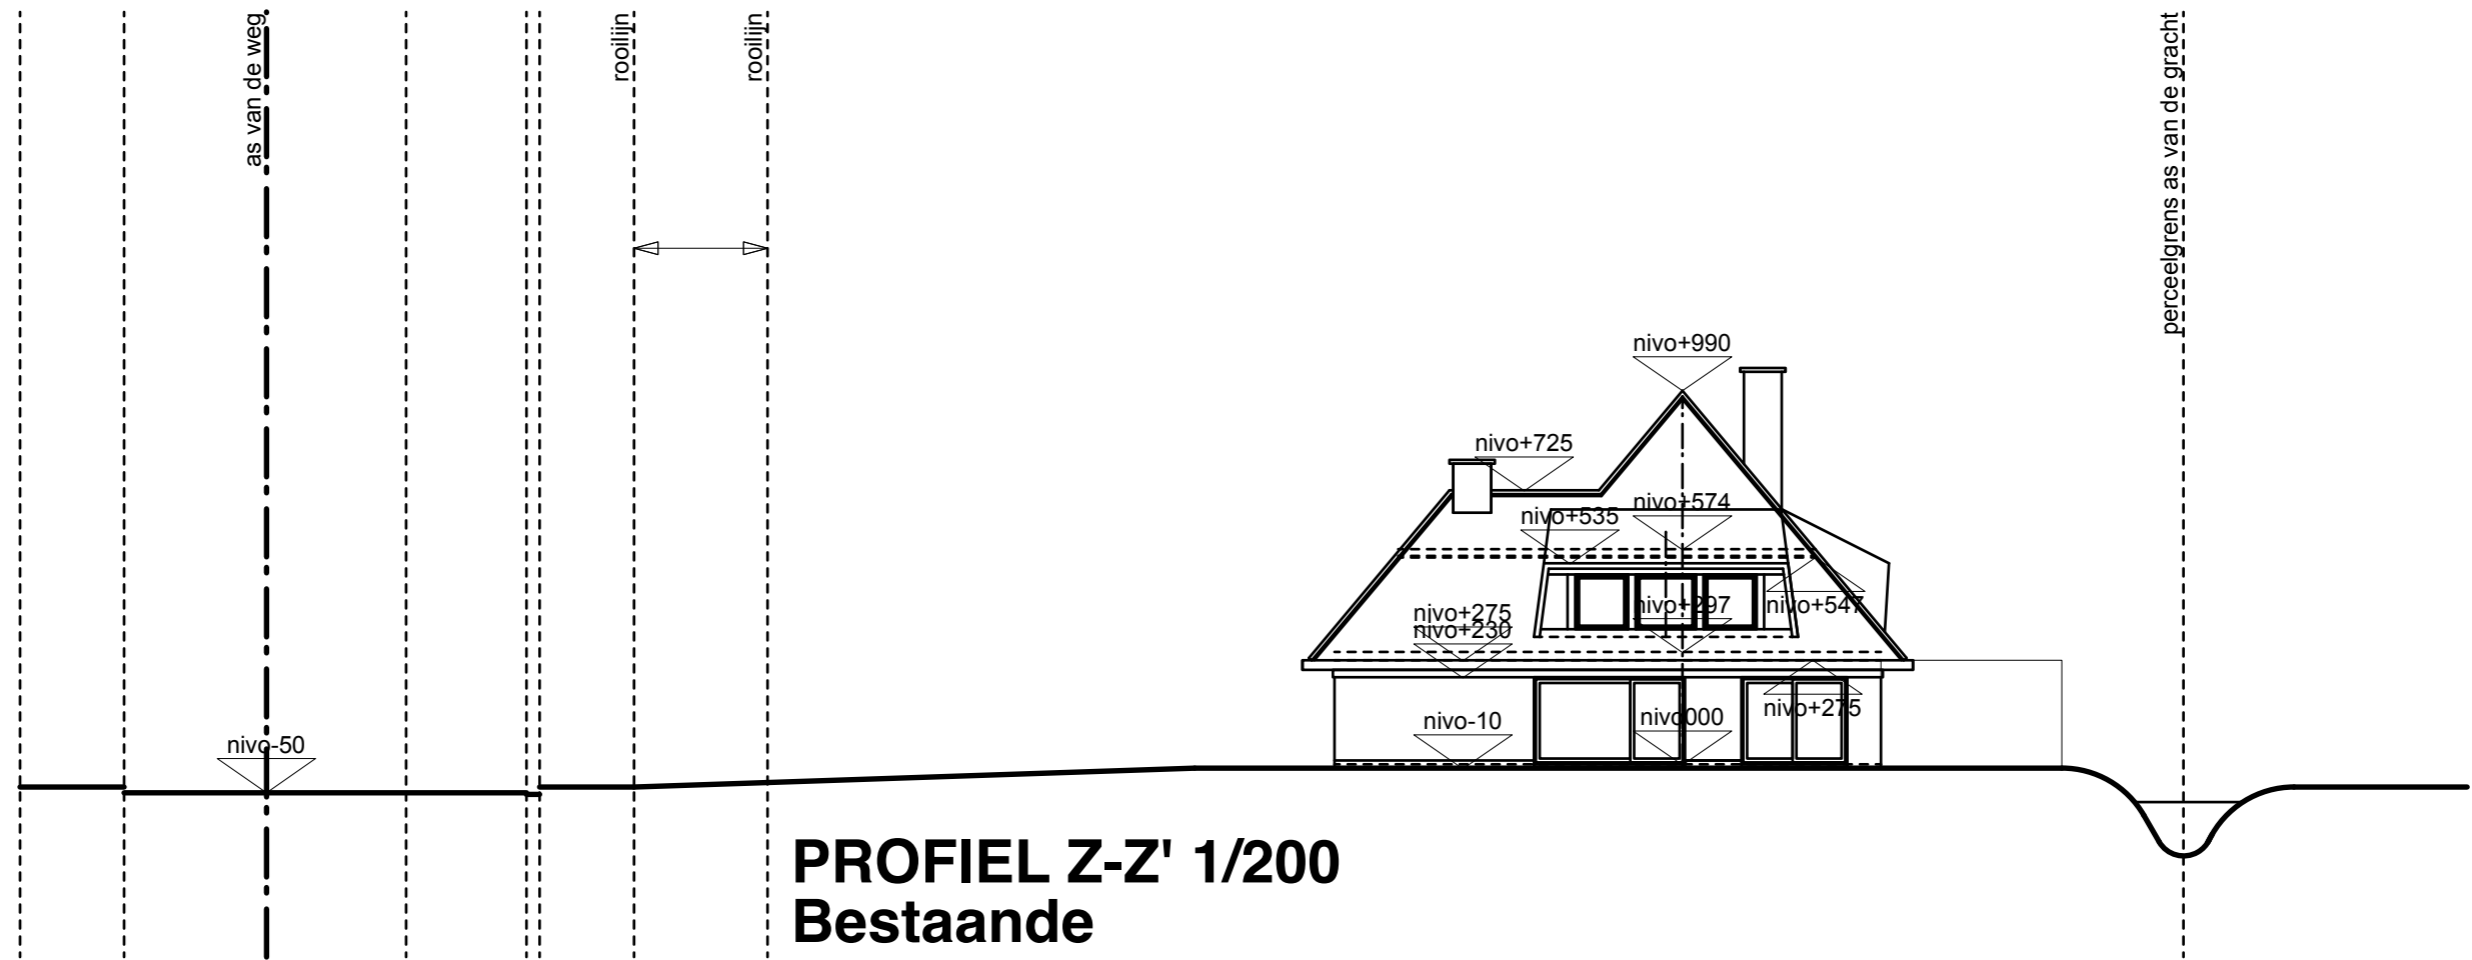 as van de weg
rooilijn
rooilijn
perceelgrens as van de gracht
nivo+990
nivo+725
nivo+574
nivo+535
nivo+297
nivo+547
nivo+275
nivo+230
nivo+275
nivo-10
nivo000
nivo-50
PROFIEL Z-Z' 1/200
Bestaande